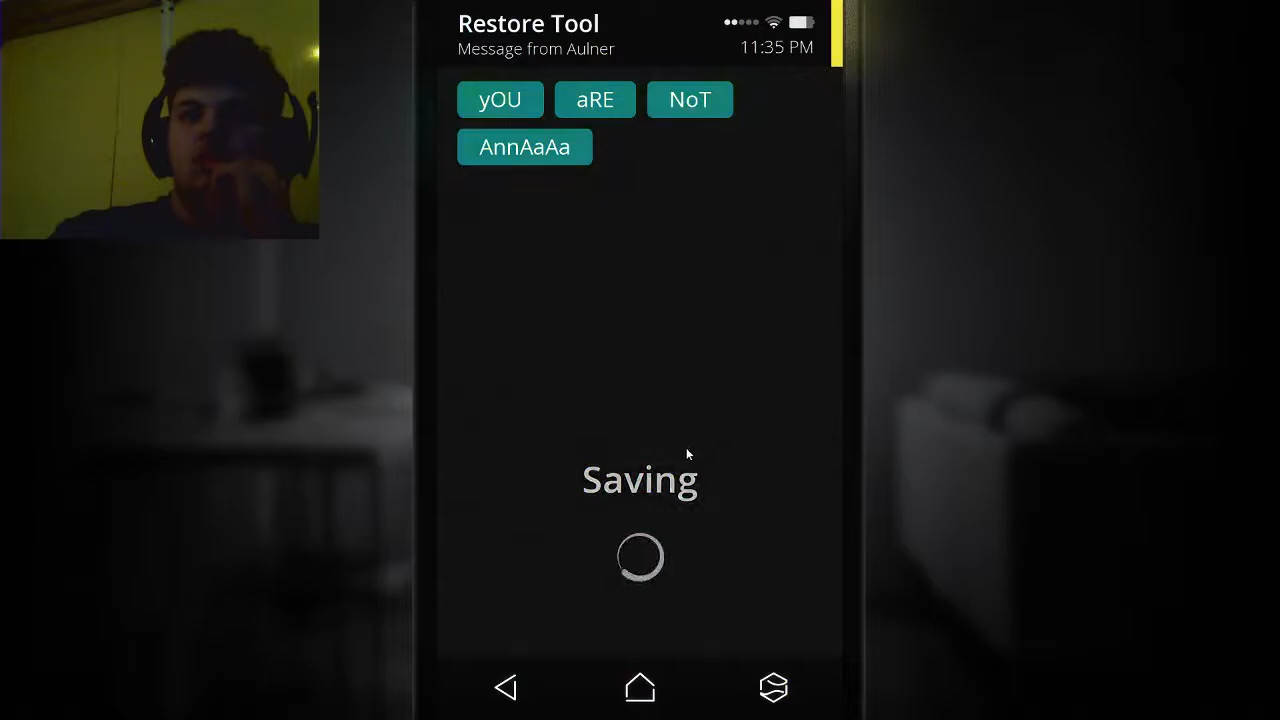 Restore Tool
Message from Aulner
11:35 PM
yOU aRE NoT
AnnAaAa
Saving